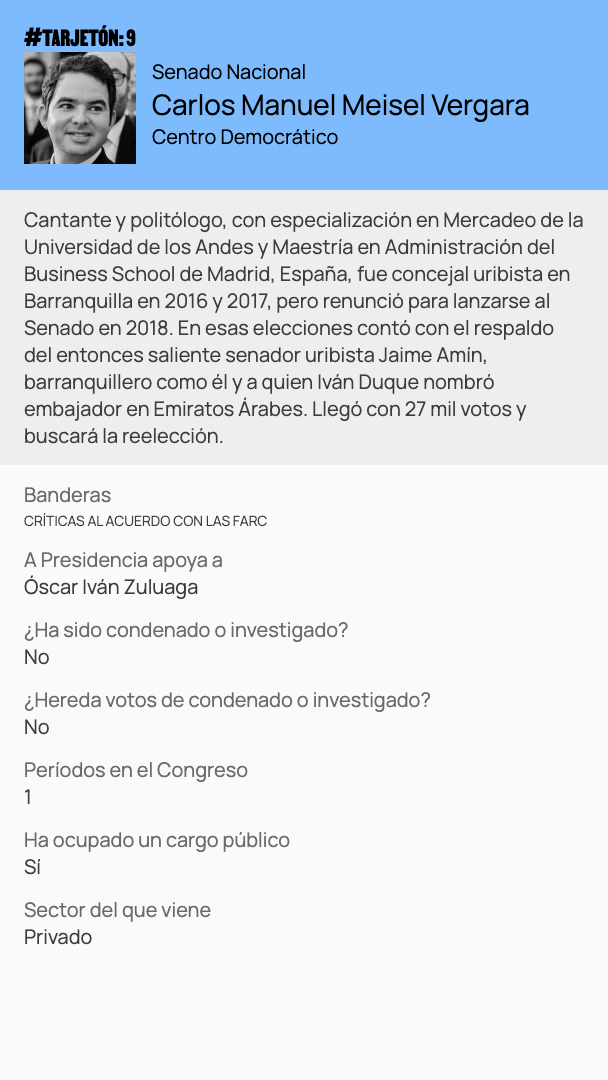 #TARJETÓN: 9
Senado Nacional
Carlos Manuel Meisel Vergara
Centro Democrático
Cantante y politólogo, con especialización en Mercadeo de la
Universidad de los Andes y Maestría en Administración del
Business School de Madrid, España, fue concejal uribista en
Barranquilla en 2016 y 2017, pero renunció para lanzarse al
Senado en 2018. En esas elecciones contó con el respaldo
del entonces saliente senador uribista Jaime Amín,
barranquillero como él y a quien Iván Duque nombró
embajador en Emiratos Árabes. Llegó con 27 mil votos y
buscará la reelección.
Banderas
CRÍTICAS AL ACUERDO CON LAS FARC
A Presidencia apoya a
Óscar Iván Zuluaga
¿Ha sido condenado o investigado?
No
¿Hereda votos de condenado o investigado?
No
Períodos en el Congreso
1
Ha ocupado un cargo público
Sí
Sector del que viene
Privado